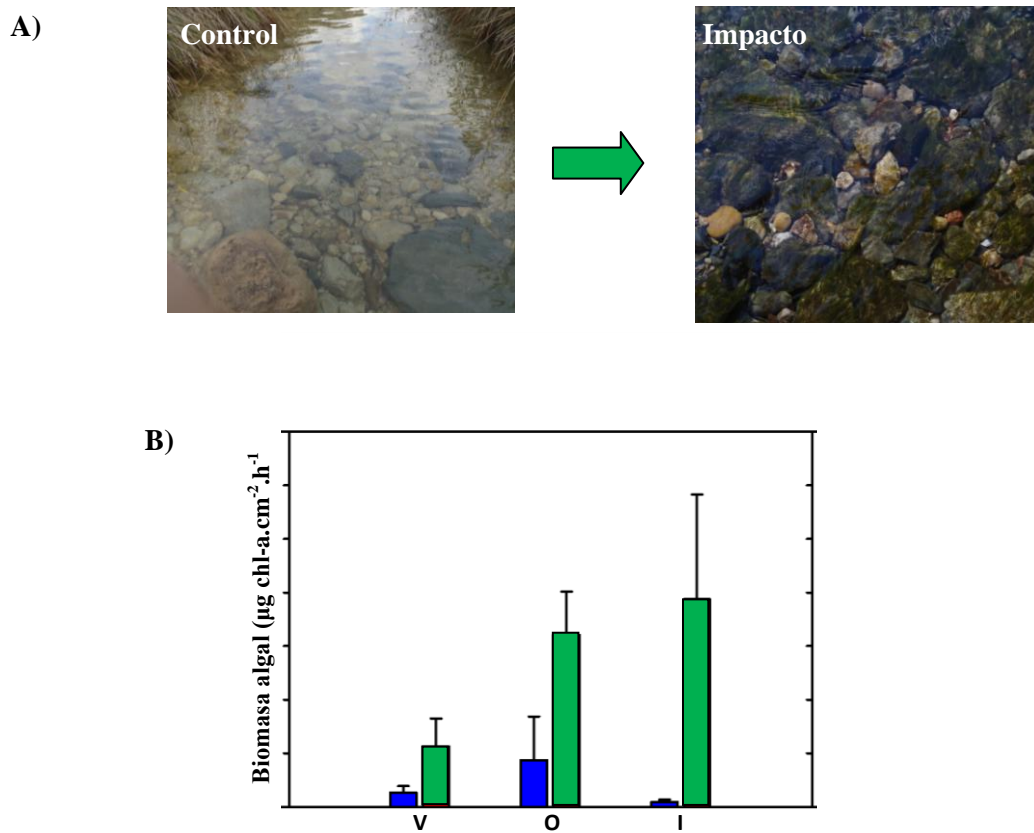 A)
Control
Impacto
B)
Biomasa algal (µg chl-a.cm⁻².h⁻¹
V O I